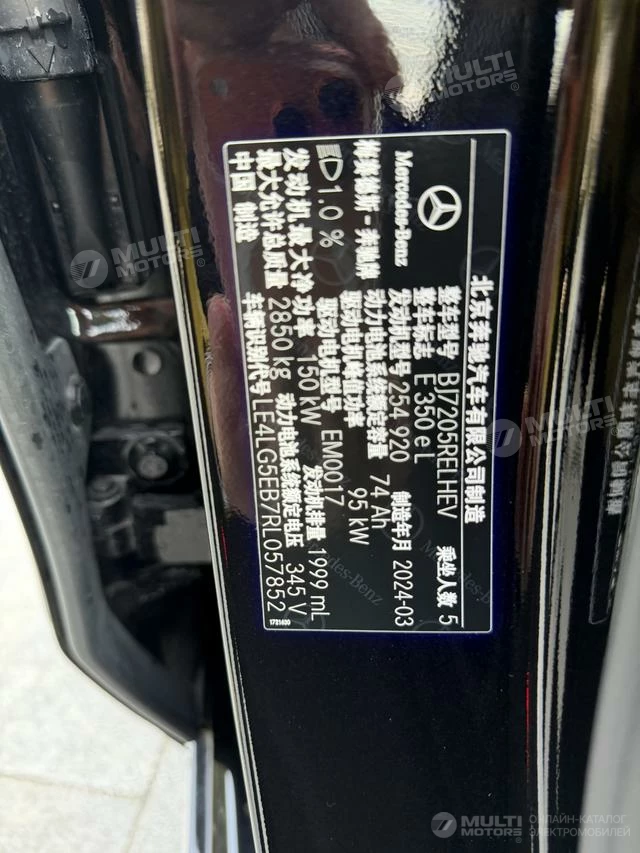 北京奔驰汽车有限公司制造
Mercedes-Benz
梅赛德斯-奔驰牌
整车型号 BJ7205RELHEV 乘坐人数 5
整车标志 E 350 e L
发动机型号 254 920 制造年月 2024-03
动力电池系统额定容量 74 Ah
驱动电机峰值功率 95 kW
1.0 % 驱动电机型号 EM0017 发动机排量 1999 mL
发动机最大净功率 150 kW 动力电池系统额定电压 345 V
最大允许总质量 2850 kg
中国 制造 车辆识别代号 LE4LG5EB7RL057852
1721430
Mercedes-Benz
MULTI MOTORS®
MULTI MOTORS®
MULTI MOTORS®
ОНЛАЙН-КАТАЛОГ
ЭЛЕКТРОМОБИЛЕЙ